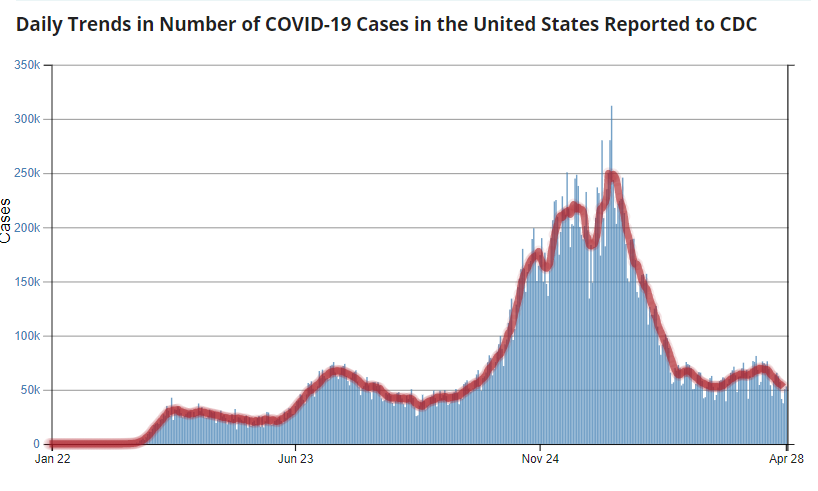 Daily Trends in Number of COVID-19 Cases in the United States Reported to CDC
350k
300k
250k
200k
150k
100k
50k
0
Cases
Jan 22 Jun 23 Nov 24 Apr 28